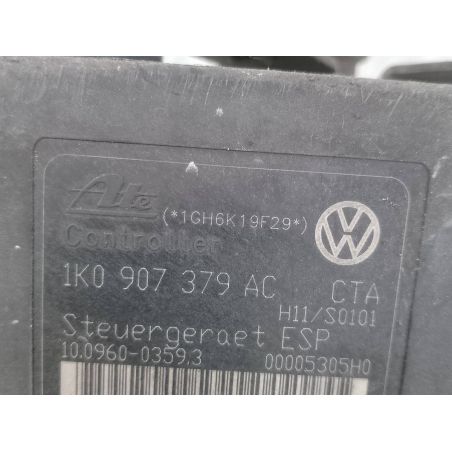 Ate (*1GH6K19F29*)
Controller
1K0 907 379 AC CTA
H11/S0101
Steuergeraet ESP
10.0960-0359.3 00005305H0